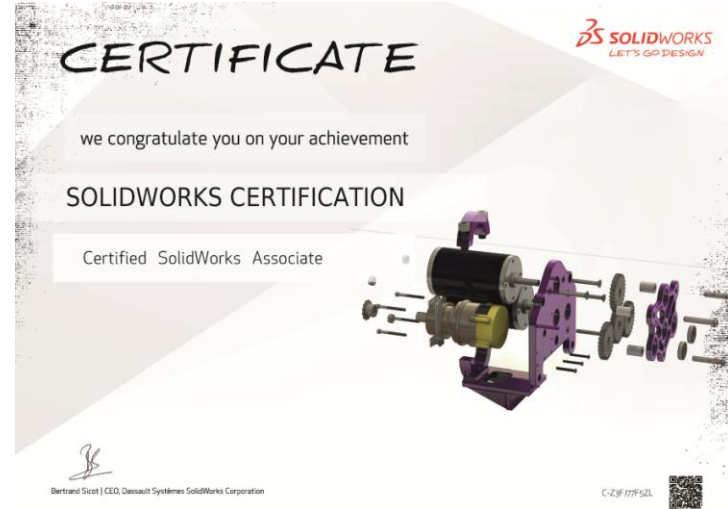 CERTIFICATE
SOLIDWORKS
LET'S GO DESIGN
we congratulate you on your achievement
SOLIDWORKS CERTIFICATION
Certified SolidWorks Associate
Bertrand Sicot | CEO, Dassault Systèmes SolidWorks Corporation
C-Z3FJ77F5ZL